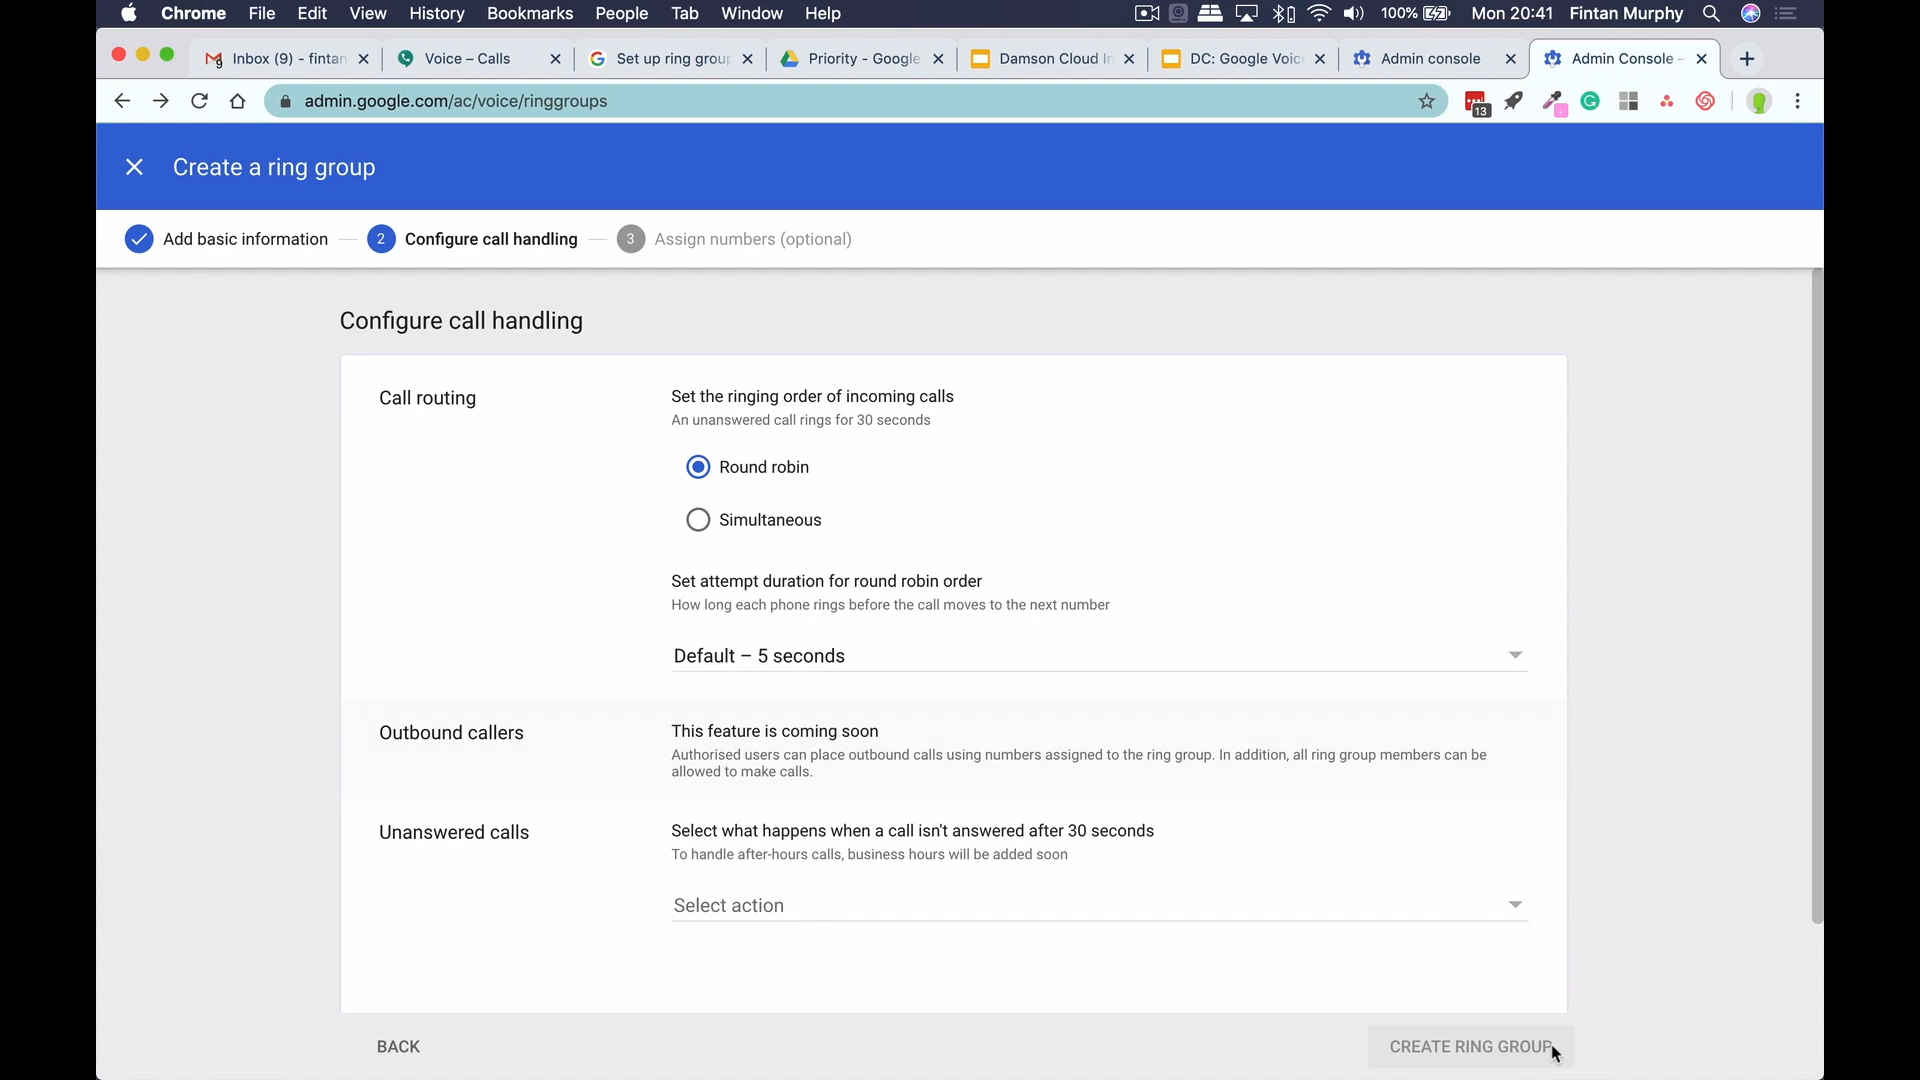 Chrome File Edit View History Bookmarks People Tab Window Help 100% Mon 20:41 Fintan Murphy
Inbox (9) - fintan Voice – Calls Set up ring group Priority - Google Damson Cloud In DC: Google Voic Admin console Admin Console -
admin.google.com/ac/voice/ringgroups 13
Create a ring group
Add basic information 2 Configure call handling 3 Assign numbers (optional)
Configure call handling
Call routing
Set the ringing order of incoming calls
An unanswered call rings for 30 seconds
Round robin
Simultaneous
Set attempt duration for round robin order
How long each phone rings before the call moves to the next number
Default – 5 seconds
Outbound callers
This feature is coming soon
Authorised users can place outbound calls using numbers assigned to the ring group. In addition, all ring group members can be
allowed to make calls.
Unanswered calls
Select what happens when a call isn't answered after 30 seconds
To handle after-hours calls, business hours will be added soon
Select action
BACK
CREATE RING GROUP